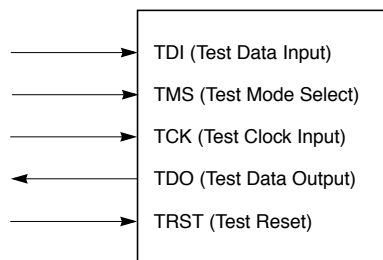 TDI (Test Data Input)
TMS (Test Mode Select)
TCK (Test Clock Input)
TDO (Test Data Output)
TRST (Test Reset)